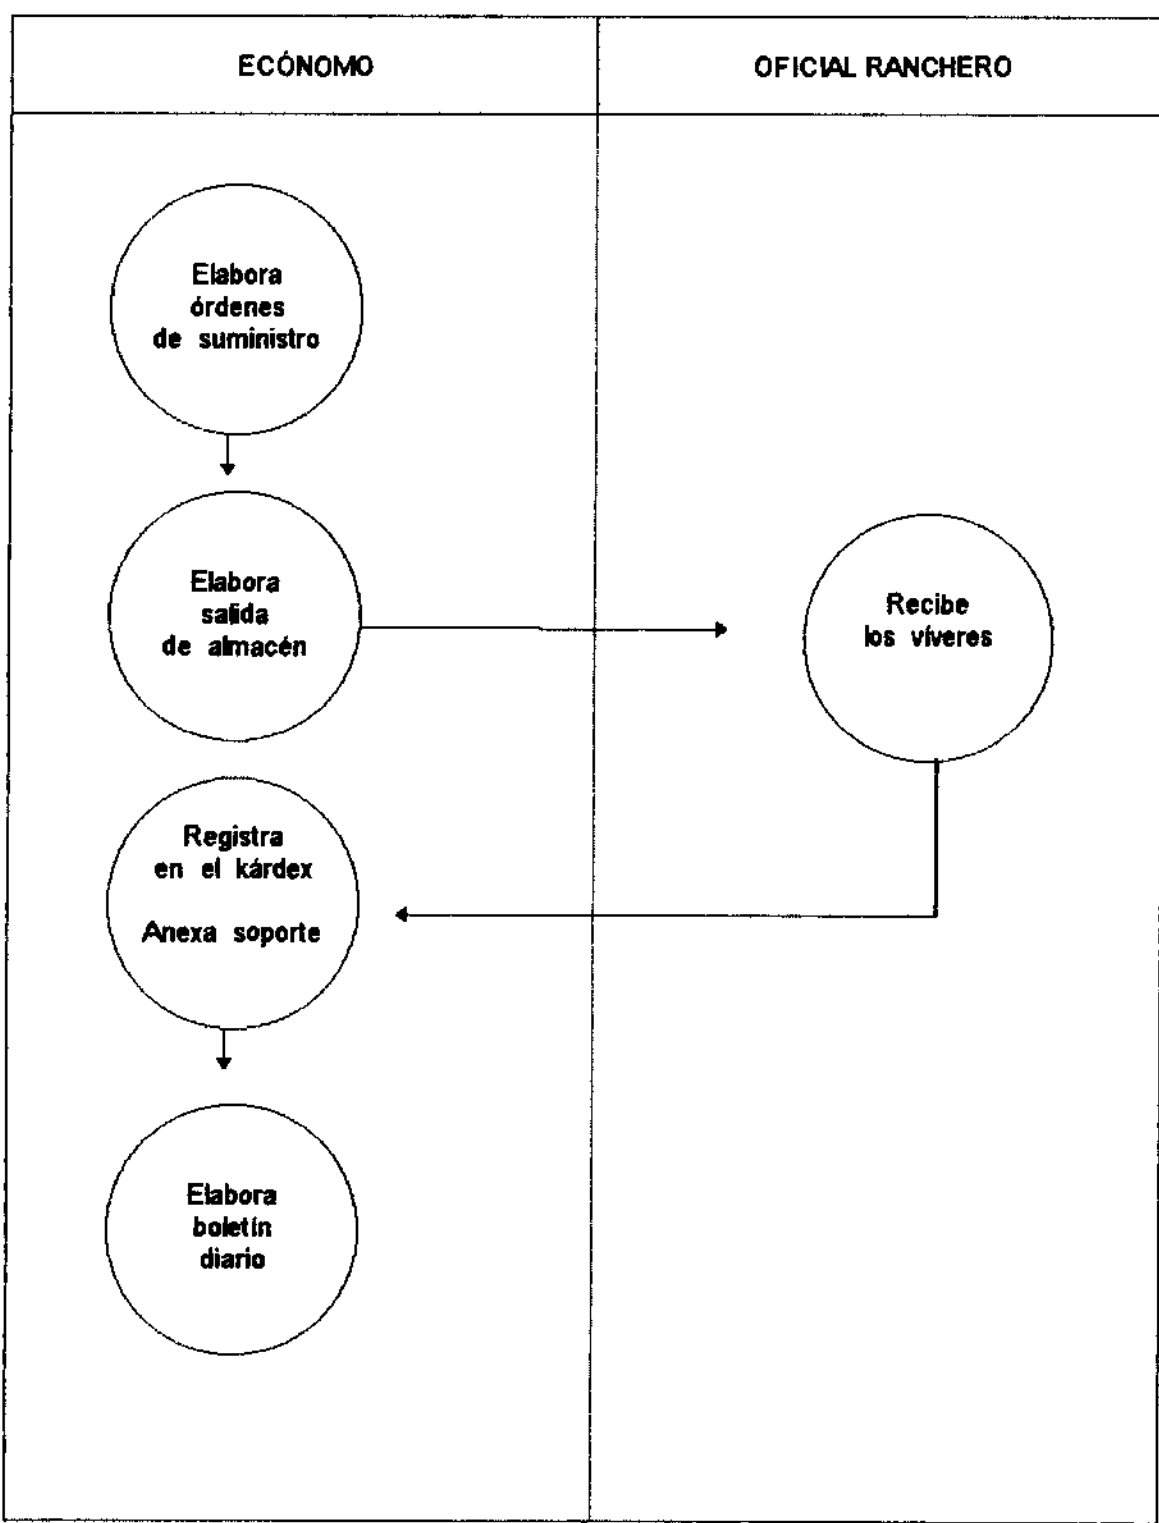 ECÓNOMO
OFICIAL RANCHERO
Elabora
órdenes
de suministro
Elabora
salida
de almacén
Recibe
los víveres
Registra
en el kárdex
Anexa soporte
Elabora
boletín
diario